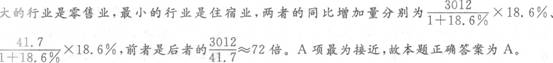 大的行业是零售业,最小的行业是住宿业,两者的同比增加量分别为3012/(1+18.6%)×18.6%、
41.7/(1+18.6%)×18.6%,前者是后者的3012/41.7≈72倍。A项最为接近,故本题正确答案为A。